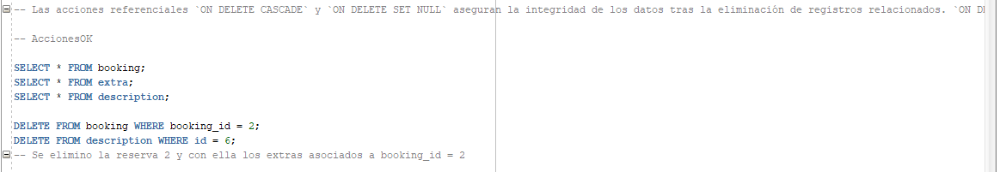 -- Las acciones referenciales `ON DELETE CASCADE` y `ON DELETE SET NULL` aseguran la integridad de los datos tras la eliminación de registros relacionados. `ON
-- AccionesOK
SELECT * FROM booking;
SELECT * FROM extra;
SELECT * FROM description;
DELETE FROM booking WHERE booking_id = 2;
DELETE FROM description WHERE id = 6;
-- Se elimino la reserva 2 y con ella los extras asociados a booking_id = 2